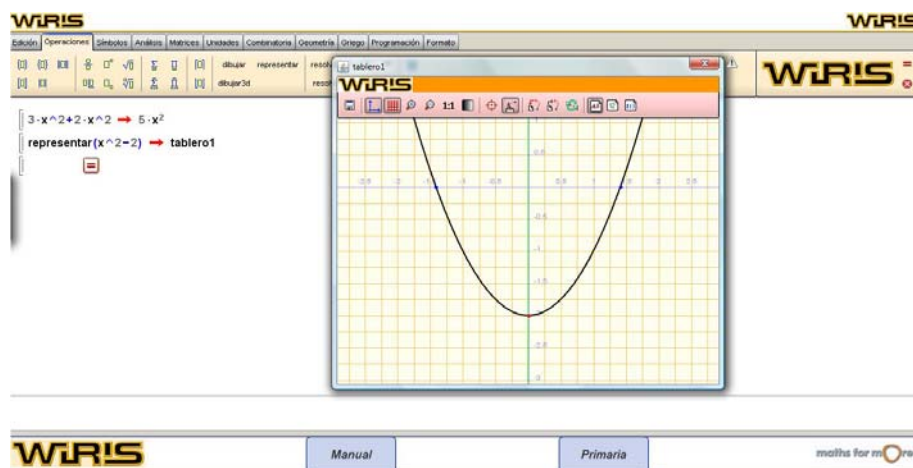 WIRIS WIRIS
Edición Operaciones Símbolos Análisis Matrices Unidades Combinatoria Geometría Griego Programación Formato
dibujar representar
dibujar3d
tablero1
WIRIS
WIRIS
1:1
3·x^2+2·x^2 → 5·x²
representar(x^2-2) → tablero1
=
WIRIS Manual Primaria maths for more